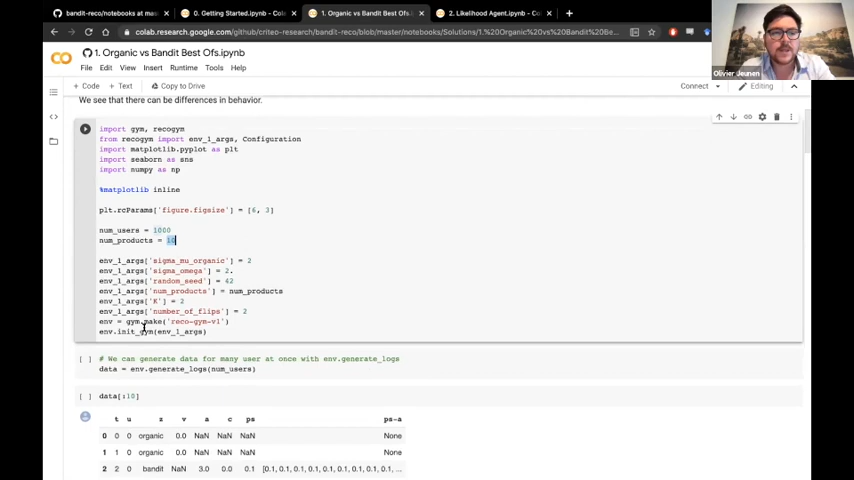 bandit-reco/notebooks at mas
0. Getting Started.ipynb - Col
1. Organic vs Bandit Best Ofs.i
2. Likelihood Agent.ipynb - Col
colab.research.google.com/github/criteo-research/bandit-reco/blob/master/notebooks/Solutions/1.%20Organic%20vs%20Bandit%20Be...
Olivier Jeunen
1. Organic vs Bandit Best Ofs.ipynb
File Edit View Insert Runtime Tools Help
+ Code + Text Copy to Drive
Connect
Editing
We see that there can be differences in behavior.
import gym, recogym
from recogym import env_1_args, Configuration
import matplotlib.pyplot as plt
import seaborn as sns
import numpy as np
%matplotlib inline
plt.rcParams['figure.figsize'] = [6, 3]
num_users = 1000
num_products = 10
env_1_args['sigma_mu_organic'] = 2
env_1_args['sigma_omega'] = 2.
env_1_args['random_seed'] = 42
env_1_args['num_products'] = num_products
env_1_args['K'] = 2
env_1_args['number_of_flips'] = 2
env = gym.make('reco-gym-v1')
env.init_gym(env_1_args)
[ ] # We can generate data for many user at once with env.generate_logs
data = env.generate_logs(num_users)
[ ] data[:10]
t u z v a c ps ps-a
0 0 0 organic 0.0 NaN NaN NaN None
1 1 0 organic 0.0 NaN NaN NaN None
2 2 0 bandit NaN 3.0 0.0 0.1 [0.1, 0.1, 0.1, 0.1, 0.1, 0.1, 0.1, 0.1, 0.1, ...